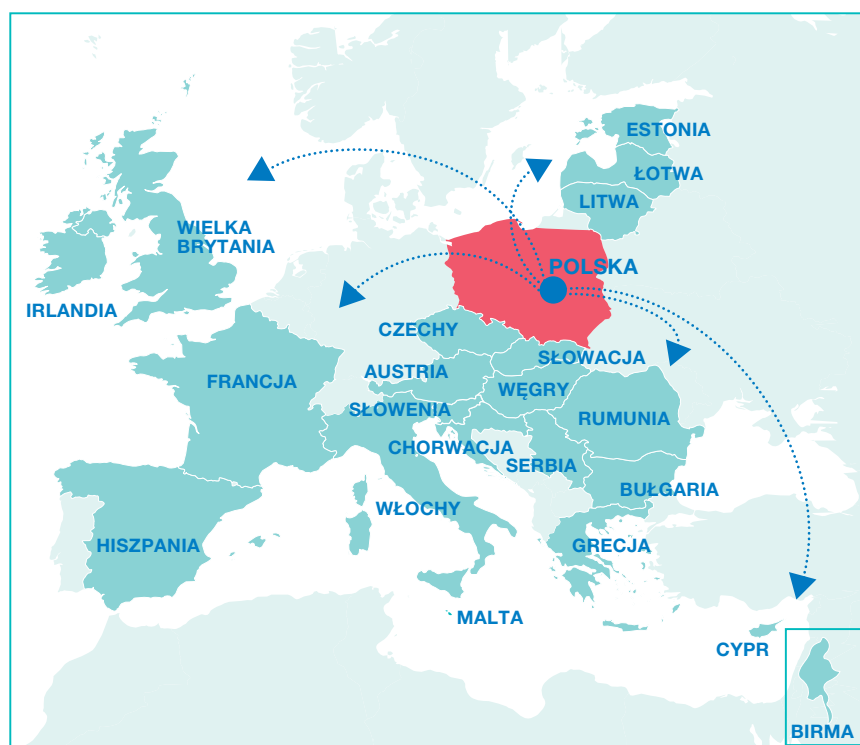 ESTONIA
ŁOTWA
LITWA
WIELKA
BRYTANIA
POLSKA
IRLANDIA
CZECHY
SŁOWACJA
FRANCJA
AUSTRIA
WĘGRY
SŁOWENIA
RUMUNIA
CHORWACJA
SERBIA
BUŁGARIA
WŁOCHY
HISZPANIA
GRECJA
MALTA
CYPR
BIRMA